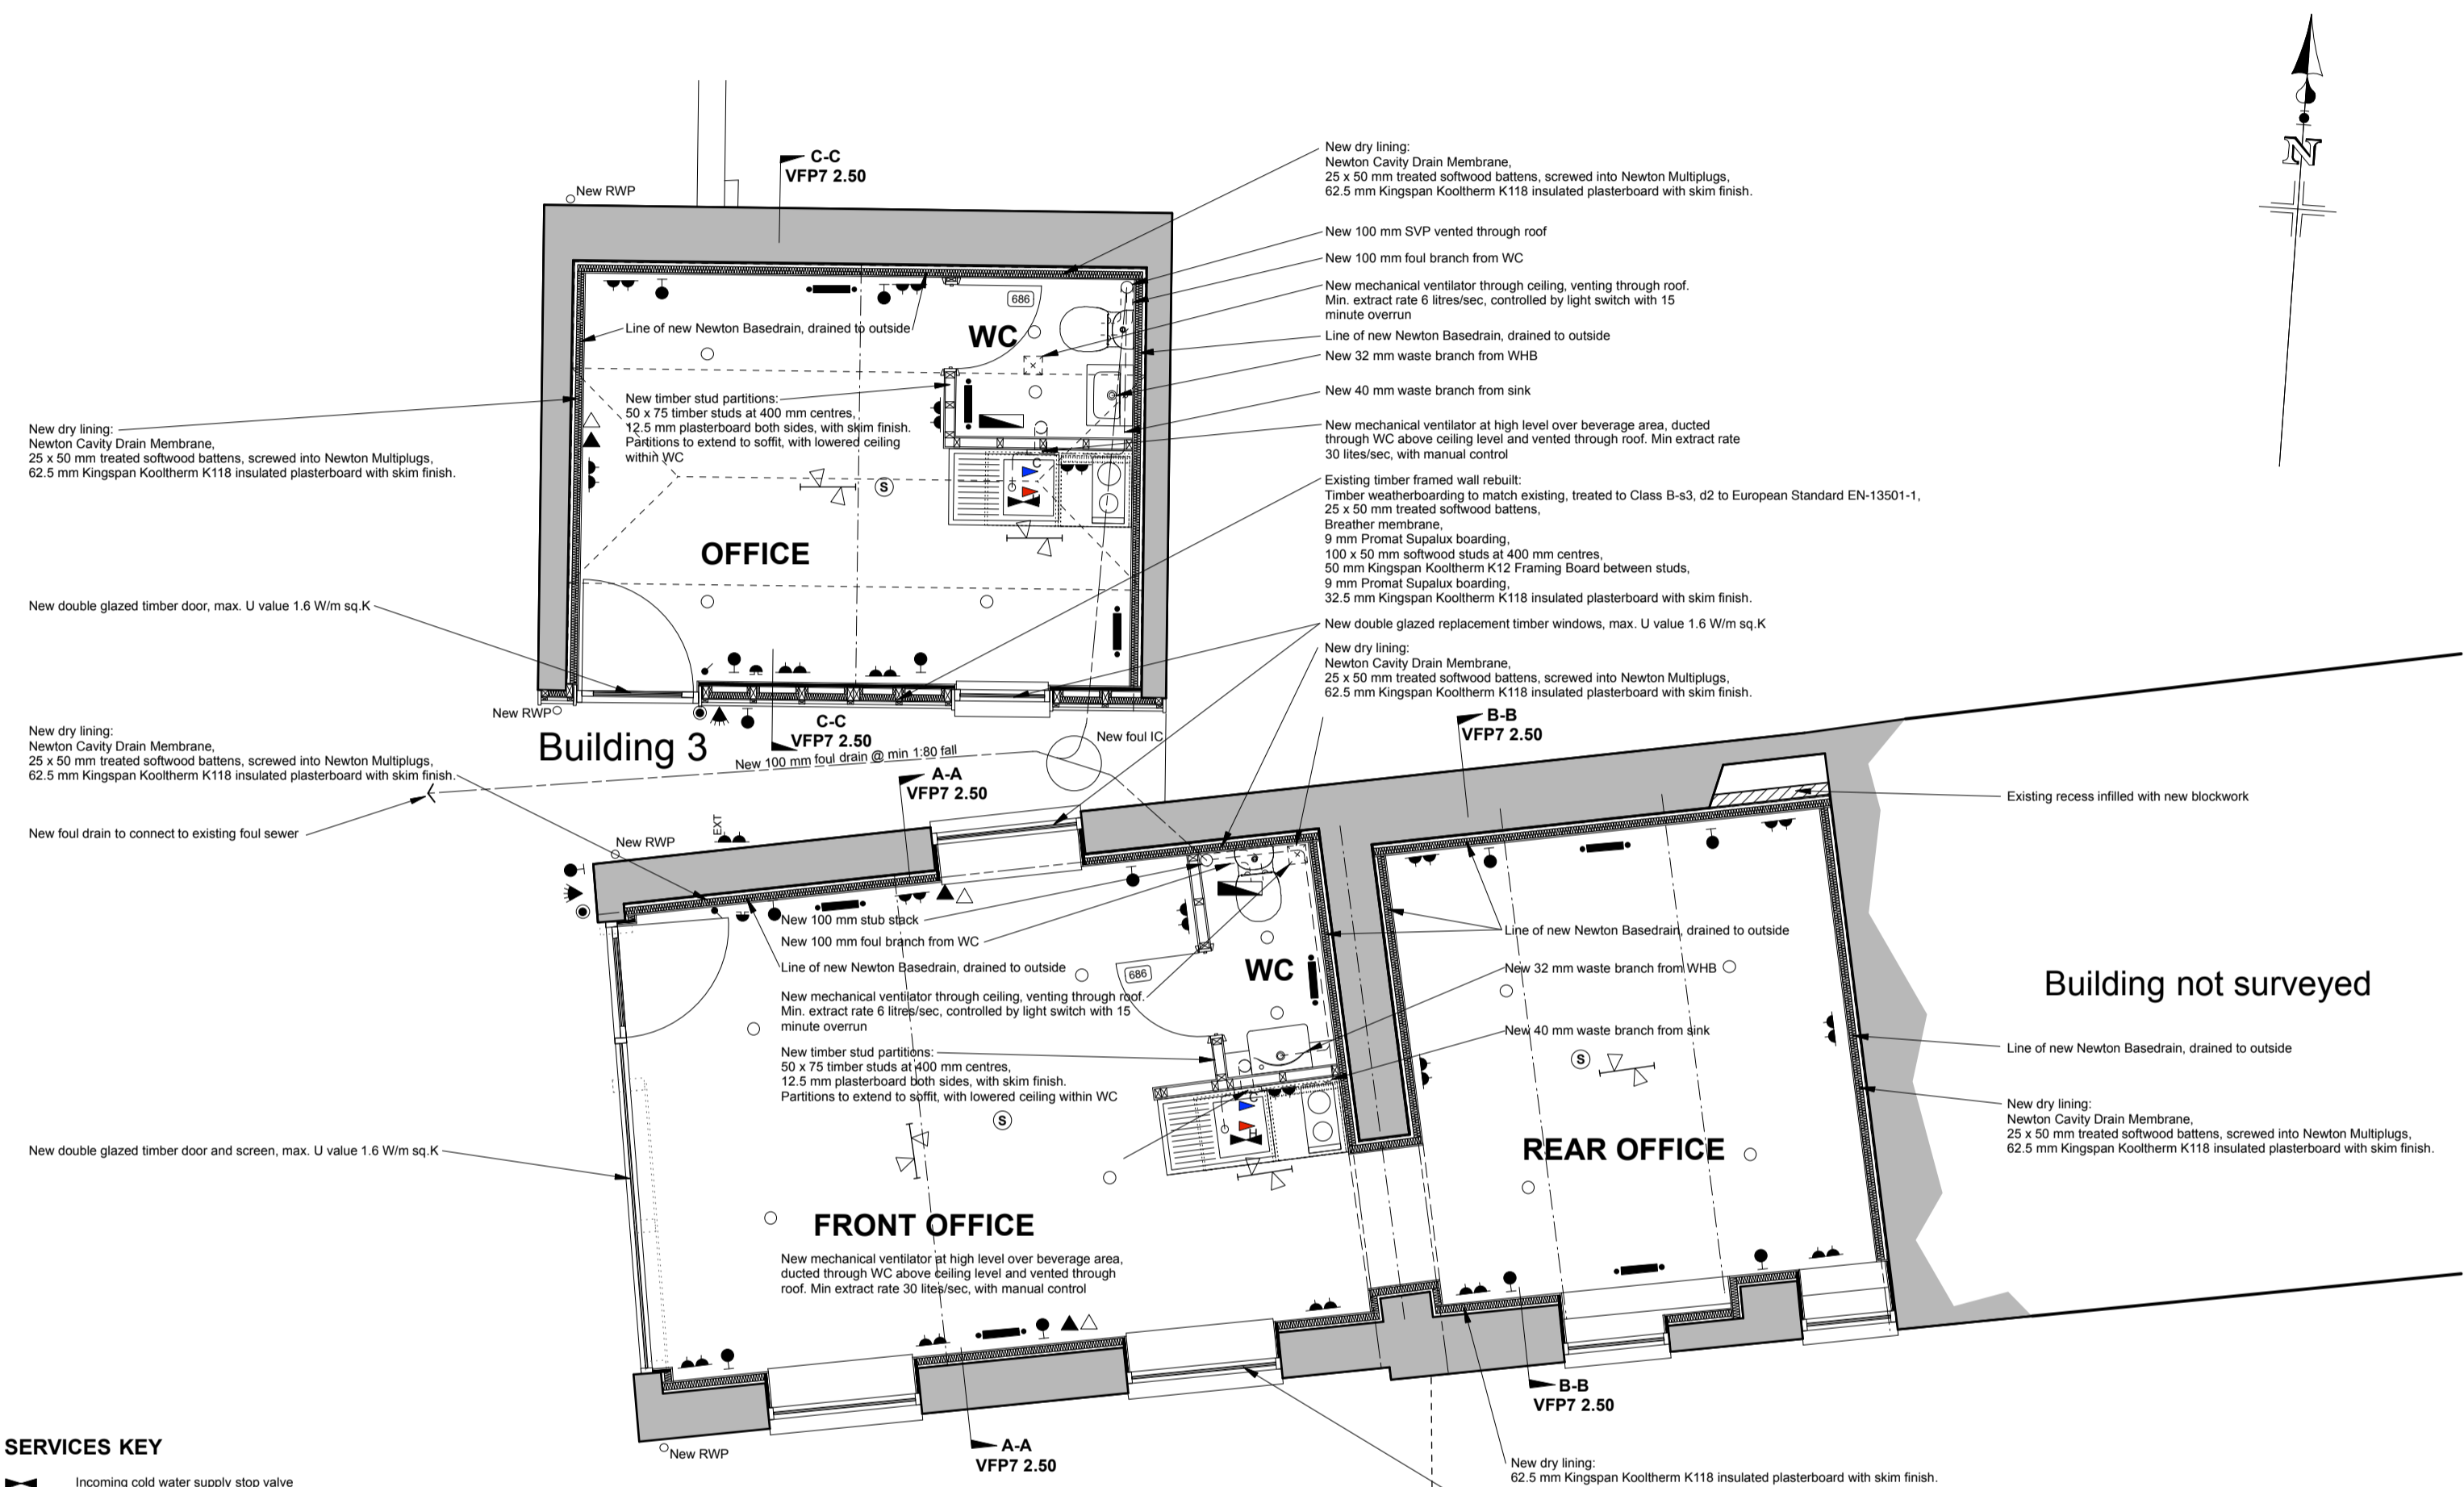 N
C-C
VFP7 2.50
New RWP
New dry lining:
Newton Cavity Drain Membrane,
25 x 50 mm treated softwood battens, screwed into Newton Multiplugs,
62.5 mm Kingspan Kooltherm K118 insulated plasterboard with skim finish.
New 100 mm SVP vented through roof
New 100 mm foul branch from WC
New mechanical ventilator through ceiling, venting through roof.
Min. extract rate 6 litres/sec, controlled by light switch with 15
minute overrun
Line of new Newton Basedrain, drained to outside
New 32 mm waste branch from WHB
New 40 mm waste branch from sink
New mechanical ventilator at high level over beverage area, ducted
through WC above ceiling level and vented through roof. Min extract rate
30 lites/sec, with manual control
Existing timber framed wall rebuilt:
Timber weatherboarding to match existing, treated to Class B-s3, d2 to European Standard EN-13501-1,
25 x 50 mm treated softwood battens,
Breather membrane,
9 mm Promat Supalux boarding,
100 x 50 mm softwood studs at 400 mm centres,
50 mm Kingspan Kooltherm K12 Framing Board between studs,
9 mm Promat Supalux boarding,
32.5 mm Kingspan Kooltherm K118 insulated plasterboard with skim finish.
New double glazed replacement timber windows, max. U value 1.6 W/m sq.K
New dry lining:
Newton Cavity Drain Membrane,
25 x 50 mm treated softwood battens, screwed into Newton Multiplugs,
62.5 mm Kingspan Kooltherm K118 insulated plasterboard with skim finish.
686
WC
Line of new Newton Basedrain, drained to outside
New timber stud partitions:
50 x 75 timber studs at 400 mm centres,
12.5 mm plasterboard both sides, with skim finish.
Partitions to extend to soffit, with lowered ceiling
within WC
C
S
OFFICE
New dry lining:
Newton Cavity Drain Membrane,
25 x 50 mm treated softwood battens, screwed into Newton Multiplugs,
62.5 mm Kingspan Kooltherm K118 insulated plasterboard with skim finish.
New double glazed timber door, max. U value 1.6 W/m sq.K
New RWP
C-C
VFP7 2.50
Building 3
New 100 mm foul drain @ min 1:80 fall
New foul IC
B-B
VFP7 2.50
A-A
VFP7 2.50
New dry lining:
Newton Cavity Drain Membrane,
25 x 50 mm treated softwood battens, screwed into Newton Multiplugs,
62.5 mm Kingspan Kooltherm K118 insulated plasterboard with skim finish.
New foul drain to connect to existing foul sewer
New RWP
EXT
Existing recess infilled with new blockwork
New 100 mm stub stack
New 100 mm foul branch from WC
Line of new Newton Basedrain, drained to outside
New mechanical ventilator through ceiling, venting through roof.
Min. extract rate 6 litres/sec, controlled by light switch with 15
minute overrun
New timber stud partitions:
50 x 75 timber studs at 400 mm centres,
12.5 mm plasterboard both sides, with skim finish.
Partitions to extend to soffit, with lowered ceiling within WC
686
WC
Line of new Newton Basedrain, drained to outside
New 32 mm waste branch from WHB
New 40 mm waste branch from sink
C
H
S
S
Building not surveyed
Line of new Newton Basedrain, drained to outside
New dry lining:
Newton Cavity Drain Membrane,
25 x 50 mm treated softwood battens, screwed into Newton Multiplugs,
62.5 mm Kingspan Kooltherm K118 insulated plasterboard with skim finish.
REAR OFFICE
New double glazed timber door and screen, max. U value 1.6 W/m sq.K
FRONT OFFICE
New mechanical ventilator at high level over beverage area,
ducted through WC above ceiling level and vented through
roof. Min extract rate 30 lites/sec, with manual control
B-B
VFP7 2.50
A-A
VFP7 2.50
New RWP
New dry lining:
62.5 mm Kingspan Kooltherm K118 insulated plasterboard with skim finish.
SERVICES KEY
Incoming cold water supply stop valve